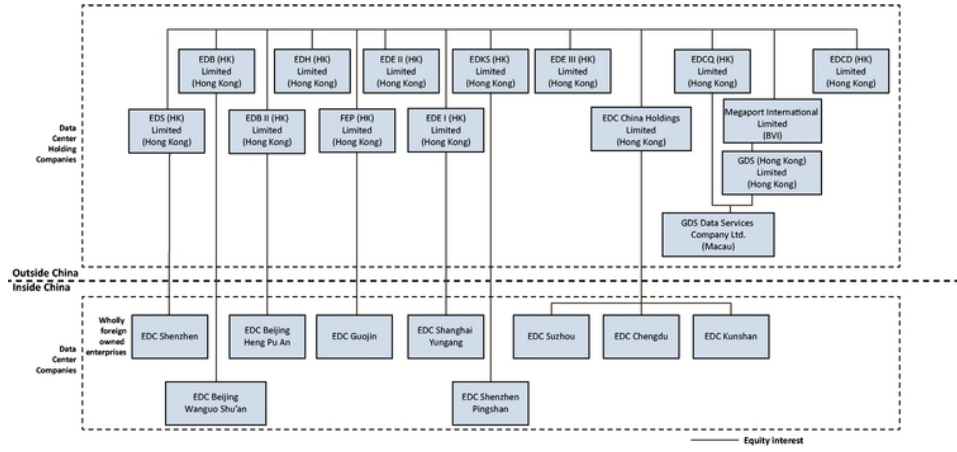 EDB (HK)
Limited
(Hong Kong)
EDH (HK)
Limited
(Hong Kong)
EDE II (HK)
Limited
(Hong Kong)
EDKS (HK)
Limited
(Hong Kong)
EDE III (HK)
Limited
(Hong Kong)
EDCQ (HK)
Limited
(Hong Kong)
EDCD (HK)
Limited
(Hong Kong)
EDS (HK)
Limited
(Hong Kong)
EDB II (HK)
Limited
(Hong Kong)
FEP (HK)
Limited
(Hong Kong)
EDE I (HK)
Limited
(Hong Kong)
EDC China Holdings
Limited
(Hong Kong)
Megaport International
Limited
(BVI)
Data
Center
Holding
Companies
GDS (Hong Kong)
Limited
(Hong Kong)
GDS Data Services
Company Ltd.
(Macau)
Outside China
Inside China
Wholly
foreign
owned
enterprises
Data
Center
Companies
EDC Shenzhen
EDC Beijing
Heng Pu An
EDC Guojin
EDC Shanghai
Yungang
EDC Suzhou
EDC Chengdu
EDC Kunshan
EDC Beijing
Wanguo Shu'an
EDC Shenzhen
Pingshan
Equity interest